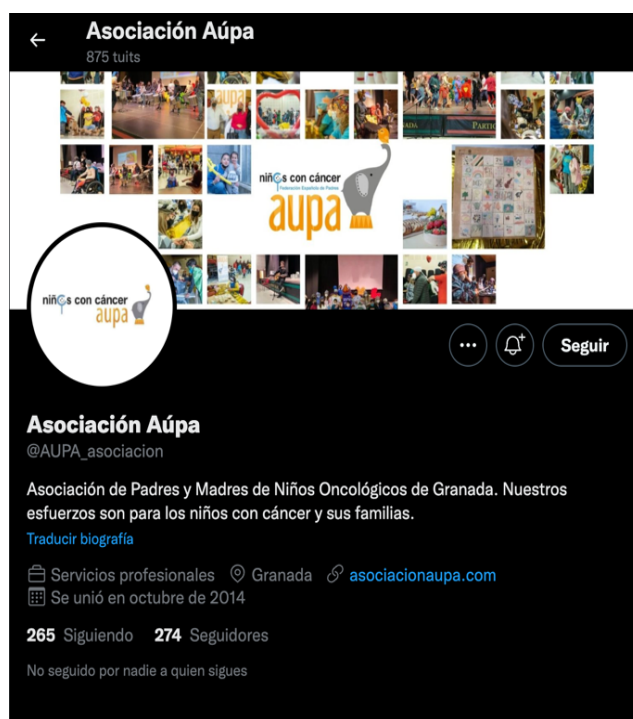 Asociación Aúpa
875 tuits
aupa
niños con cáncer
Federación Española de Padres
aupa
niños con cáncer
aupa
Seguir
Asociación Aúpa
@AUPA_asociacion
Asociación de Padres y Madres de Niños Oncológicos de Granada. Nuestros
esfuerzos son para los niños con cáncer y sus familias.
Traducir biografía
Servicios profesionales Granada asociacionaupa.com
Se unió en octubre de 2014
265 Siguiendo 274 Seguidores
No seguido por nadie a quien sigues